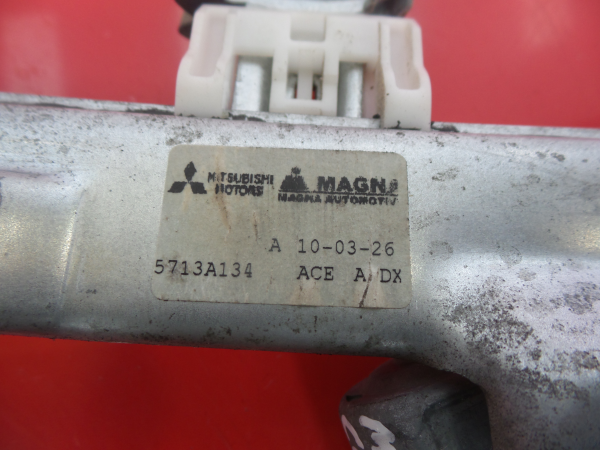 MITSUBISHI MOTORS
MAGNA
MAGNA AUTOMOTIV
A 10-03-26
5713A134 ACE A/DX